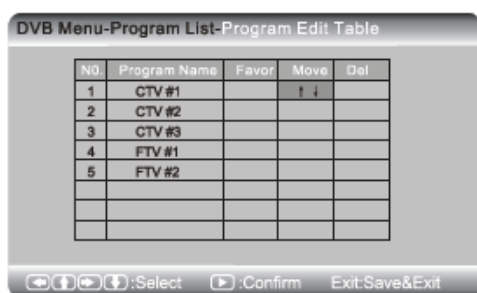 DVB Menu-Program List-Program Edit Table
N0. Program Name Favor Move Del
1 CTV #1
2 CTV #2
3 CTV #3
4 FTV #1
5 FTV #2
:Select :Confirm Exit:Save&Exit